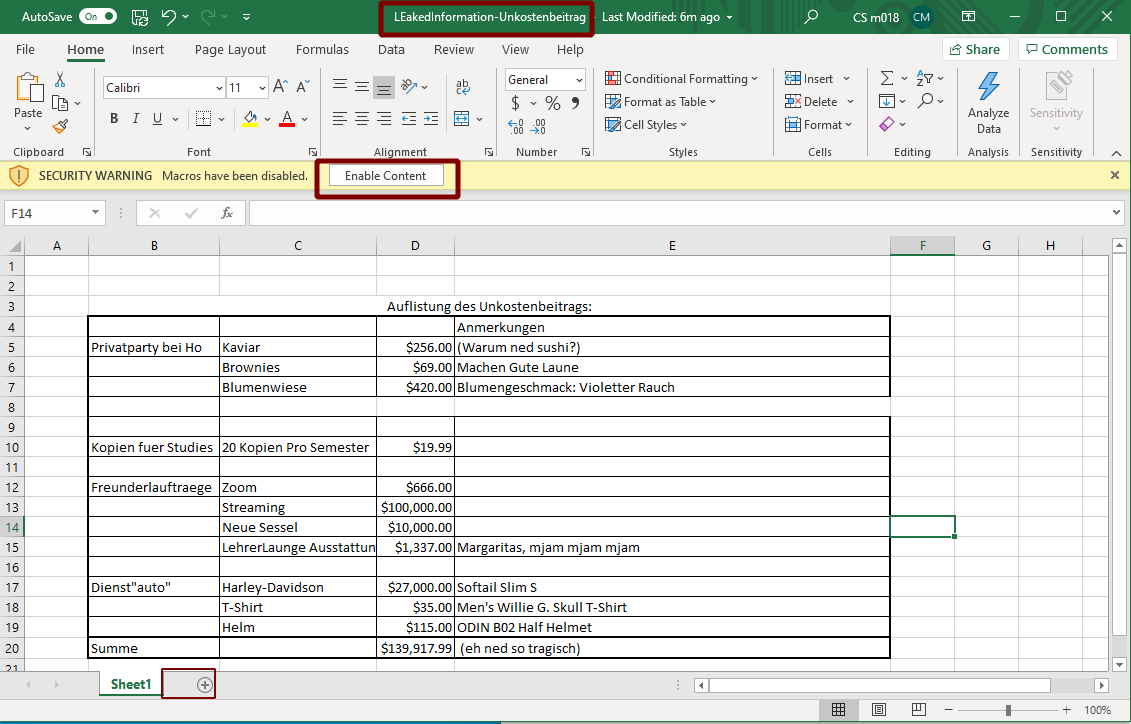 AutoSave On LEakedInformation-Unkostenbeitrag Last Modified: 6m ago CS m018 CM
File Home Insert Page Layout Formulas Data Review View Help Share Comments
Calibri 11 General Conditional Formatting Insert
Paste B I U $ % Format as Table Delete Analyze Data Sensitivity
Cell Styles Format
Clipboard Font Alignment Number Styles Cells Editing Analysis Sensitivity
SECURITY WARNING Macros have been disabled. Enable Content
F14 fx
A B C D E F G H
1
2
3 Auflistung des Unkostenbeitrags:
4 Anmerkungen
5 Privatparty bei Ho Kaviar $256.00 (Warum ned sushi?)
6 Brownies $69.00 Machen Gute Laune
7 Blumenwiese $420.00 Blumengeschmack: Violetter Rauch
8
9
10 Kopien fuer Studies 20 Kopien Pro Semester $19.99
11
12 Freunderlauftraege Zoom $666.00
13 Streaming $100,000.00
14 Neue Sessel $10,000.00
15 LehrerLaunge Ausstattun $1,337.00 Margaritas, mjam mjam mjam
16
17 Dienst"auto" Harley-Davidson $27,000.00 Softail Slim S
18 T-Shirt $35.00 Men's Willie G. Skull T-Shirt
19 Helm $115.00 ODIN B02 Half Helmet
20 Summe $139,917.99 (eh ned so tragisch)
21
Sheet1
100%